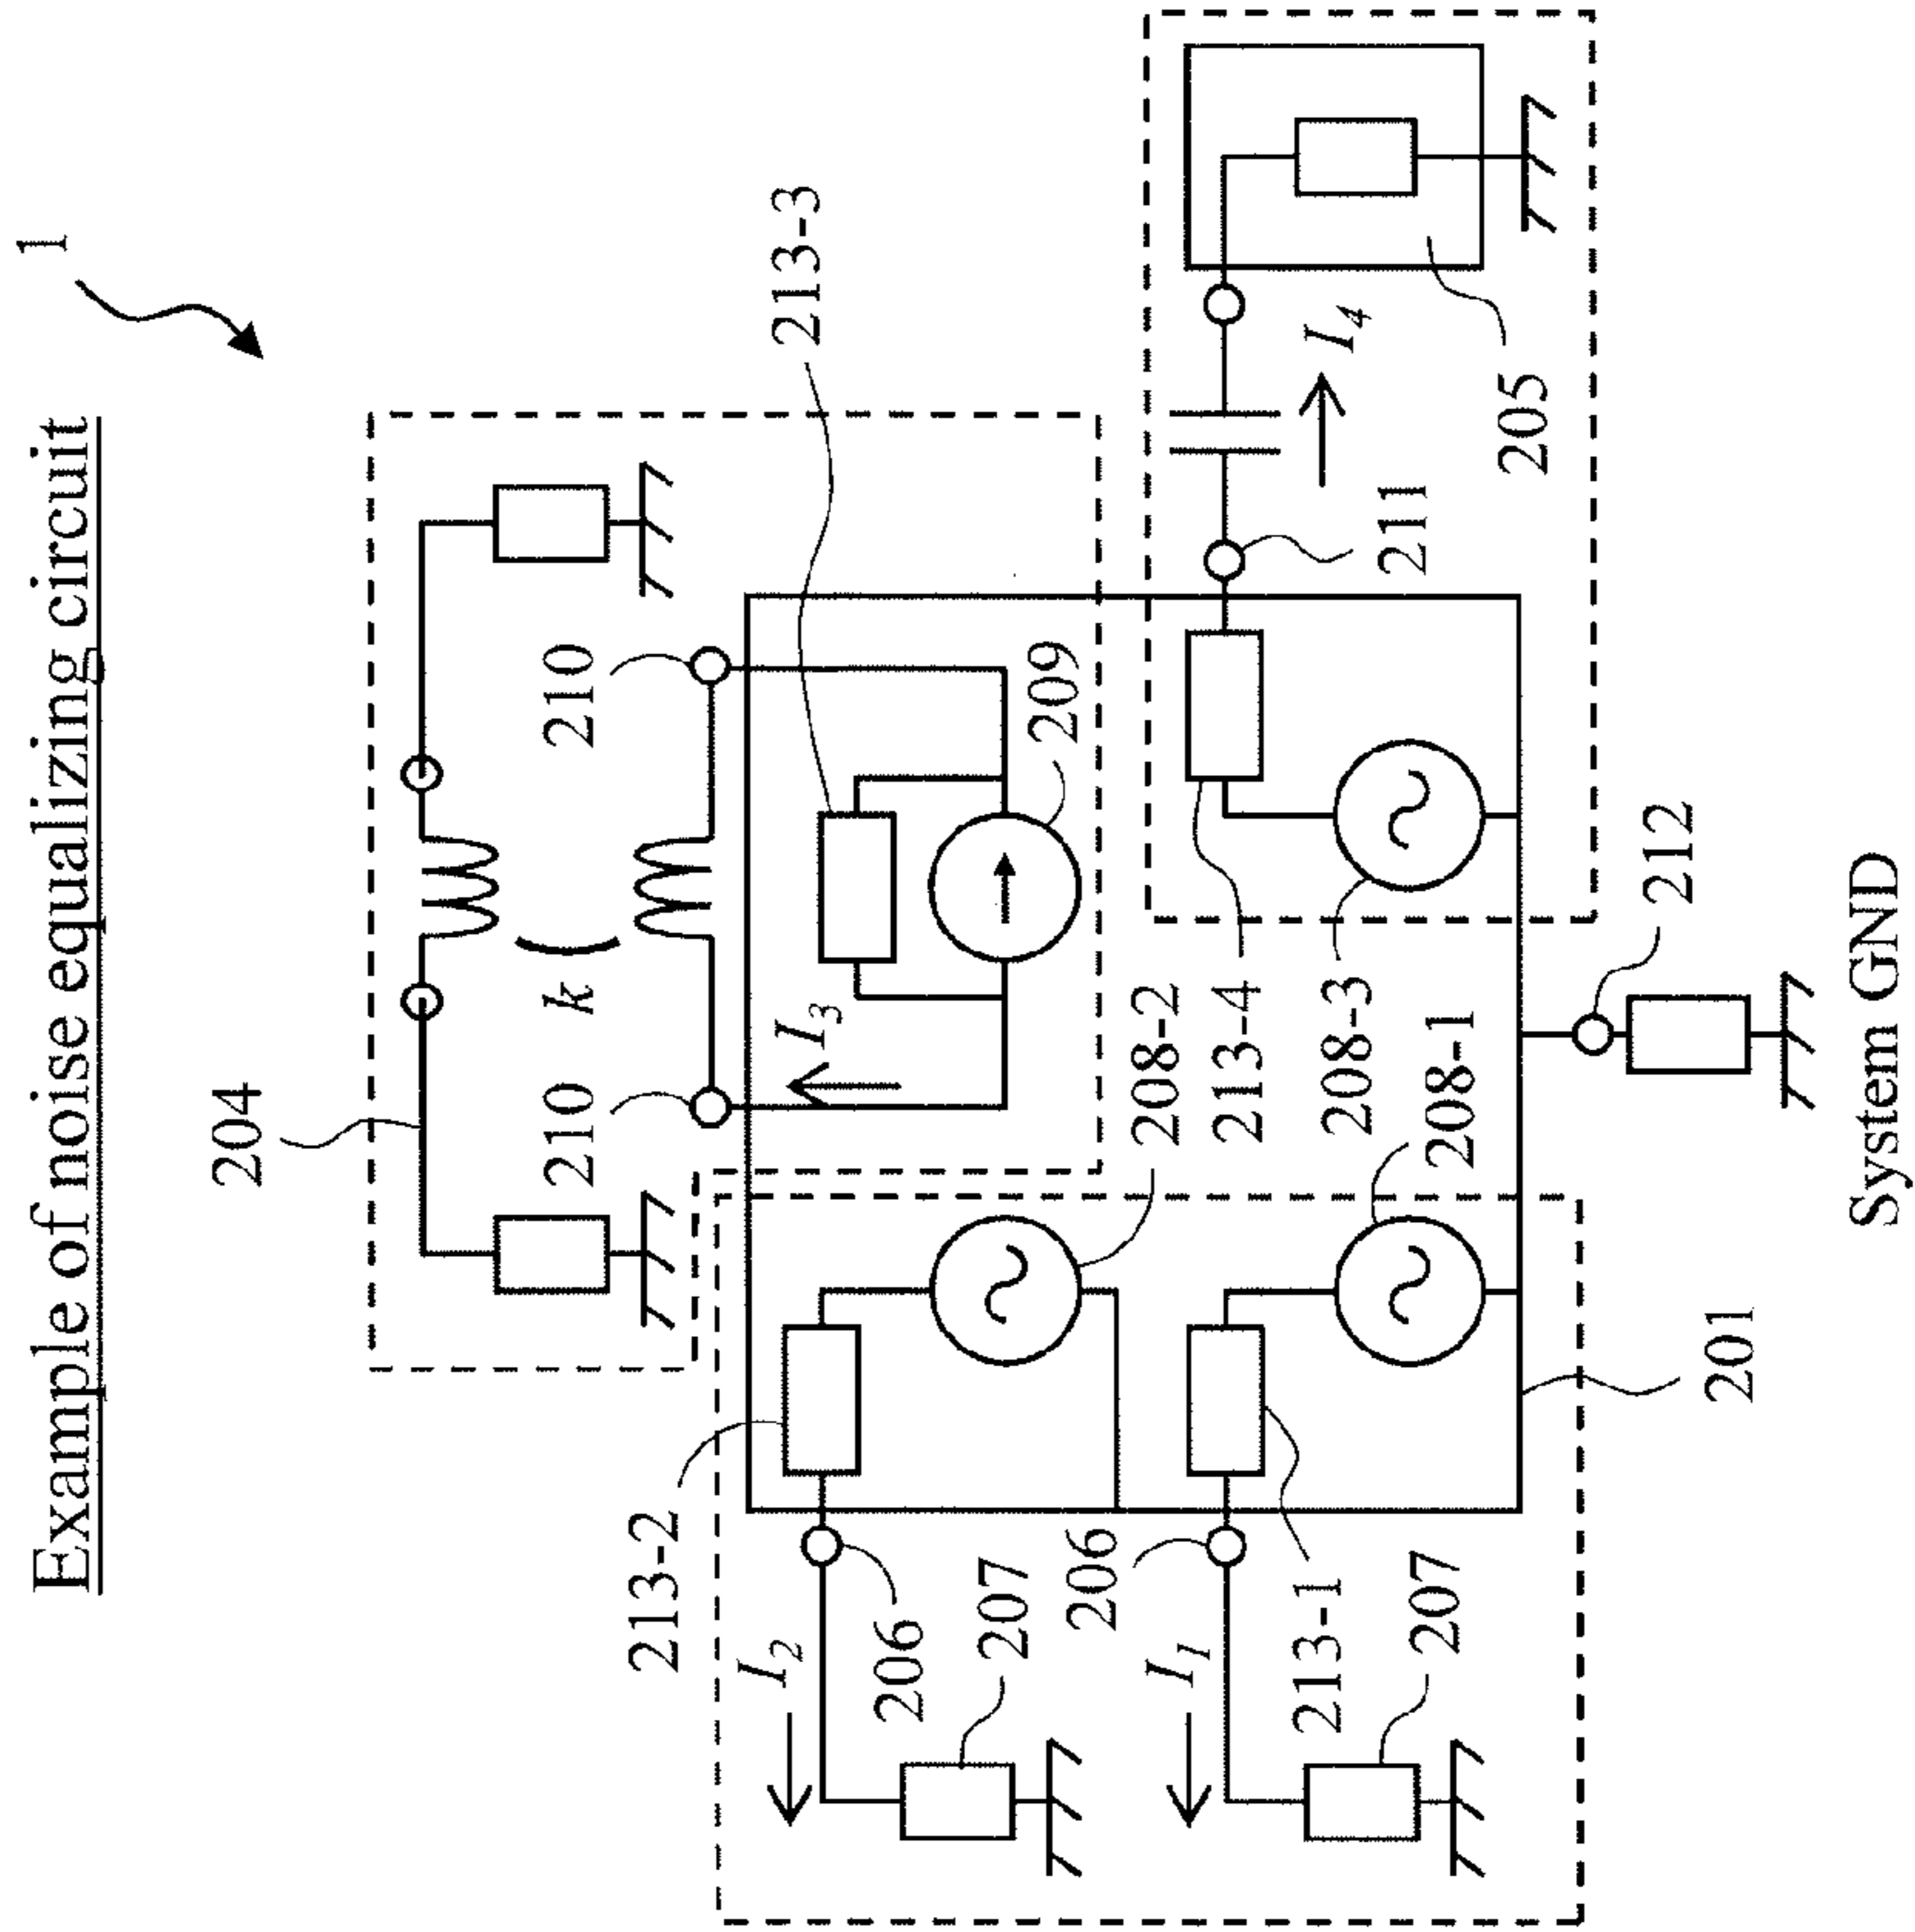 Example of noise equalizing circuit
1
204
213-3
210
k
210
I3
209
208-2
213-4
208-3
208-1
211
I4
205
213-2
I2
206
207
206
I1
213-1
207
201
212
System GND